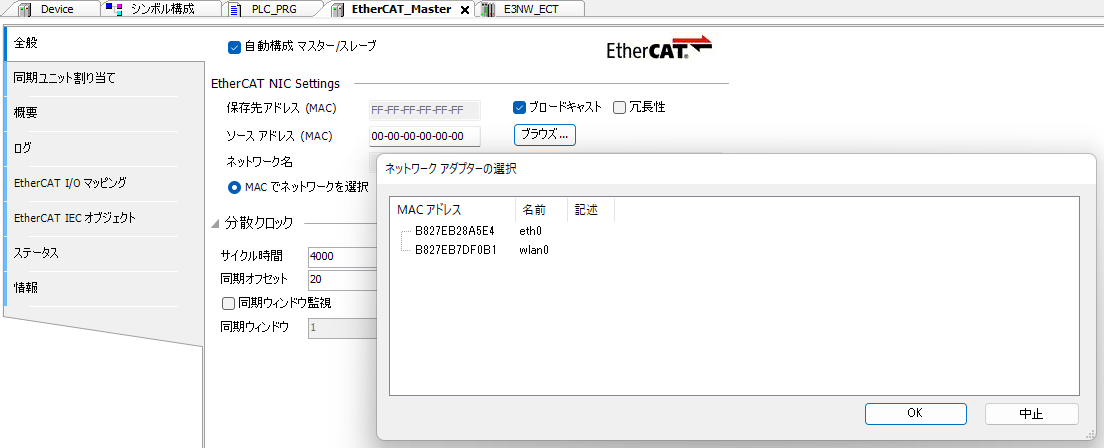 Device シンボル構成 PLC_PRG EtherCAT_Master E3NW_ECT
全般
同期ユニット割り当て
概要
ログ
EtherCAT I/O マッピング
EtherCAT IEC オブジェクト
ステータス
情報
自動構成 マスター/スレーブ
EtherCAT®
EtherCAT NIC Settings
保存先アドレス (MAC) FF-FF-FF-FF-FF-FF ブロードキャスト 冗長性
ソース アドレス (MAC) 00-00-00-00-00-00 ブラウズ...
ネットワーク名
MAC でネットワークを選択
分散クロック
サイクル時間 4000
同期オフセット 20
同期ウィンドウ監視
同期ウィンドウ 1
ネットワーク アダプターの選択
MAC アドレス 名前 記述
B827EB28A5E4 eth0
B827EB7DF0B1 wlan0
OK 中止